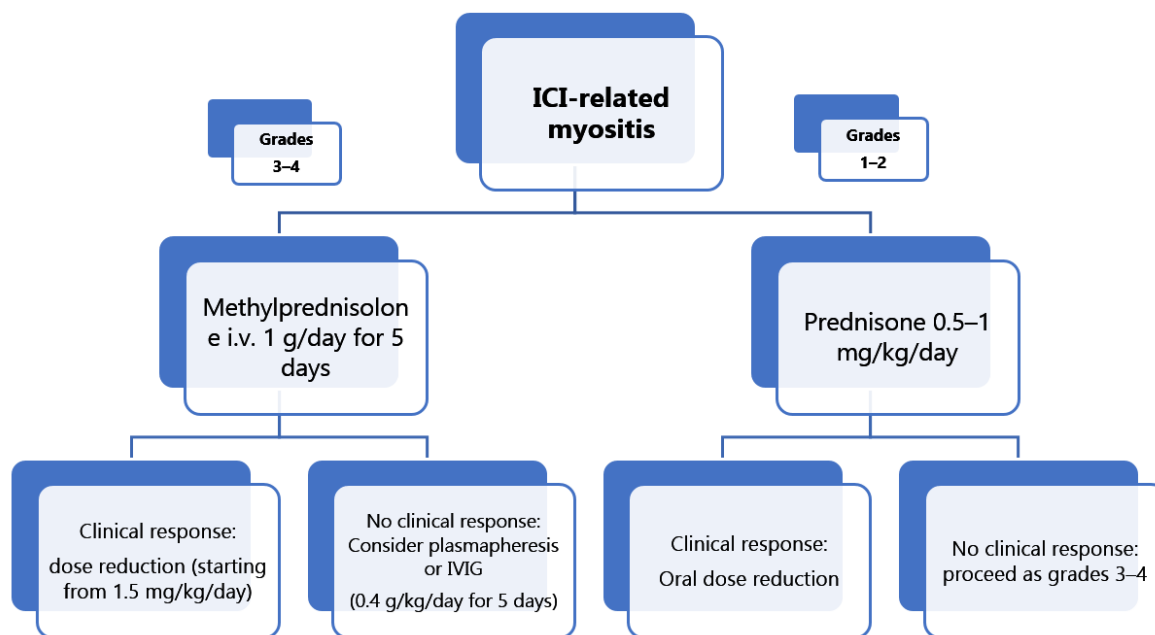 ICI-related
myositis
Grades
3–4
Grades
1–2
Methylprednisolon
e i.v. 1 g/day for 5
days
Prednisone 0.5–1
mg/kg/day
Clinical response:
dose reduction (starting
from 1.5 mg/kg/day)
No clinical response:
Consider plasmapheresis
or IVIG
(0.4 g/kg/day for 5 days)
Clinical response:
Oral dose reduction
No clinical response:
proceed as grades 3–4